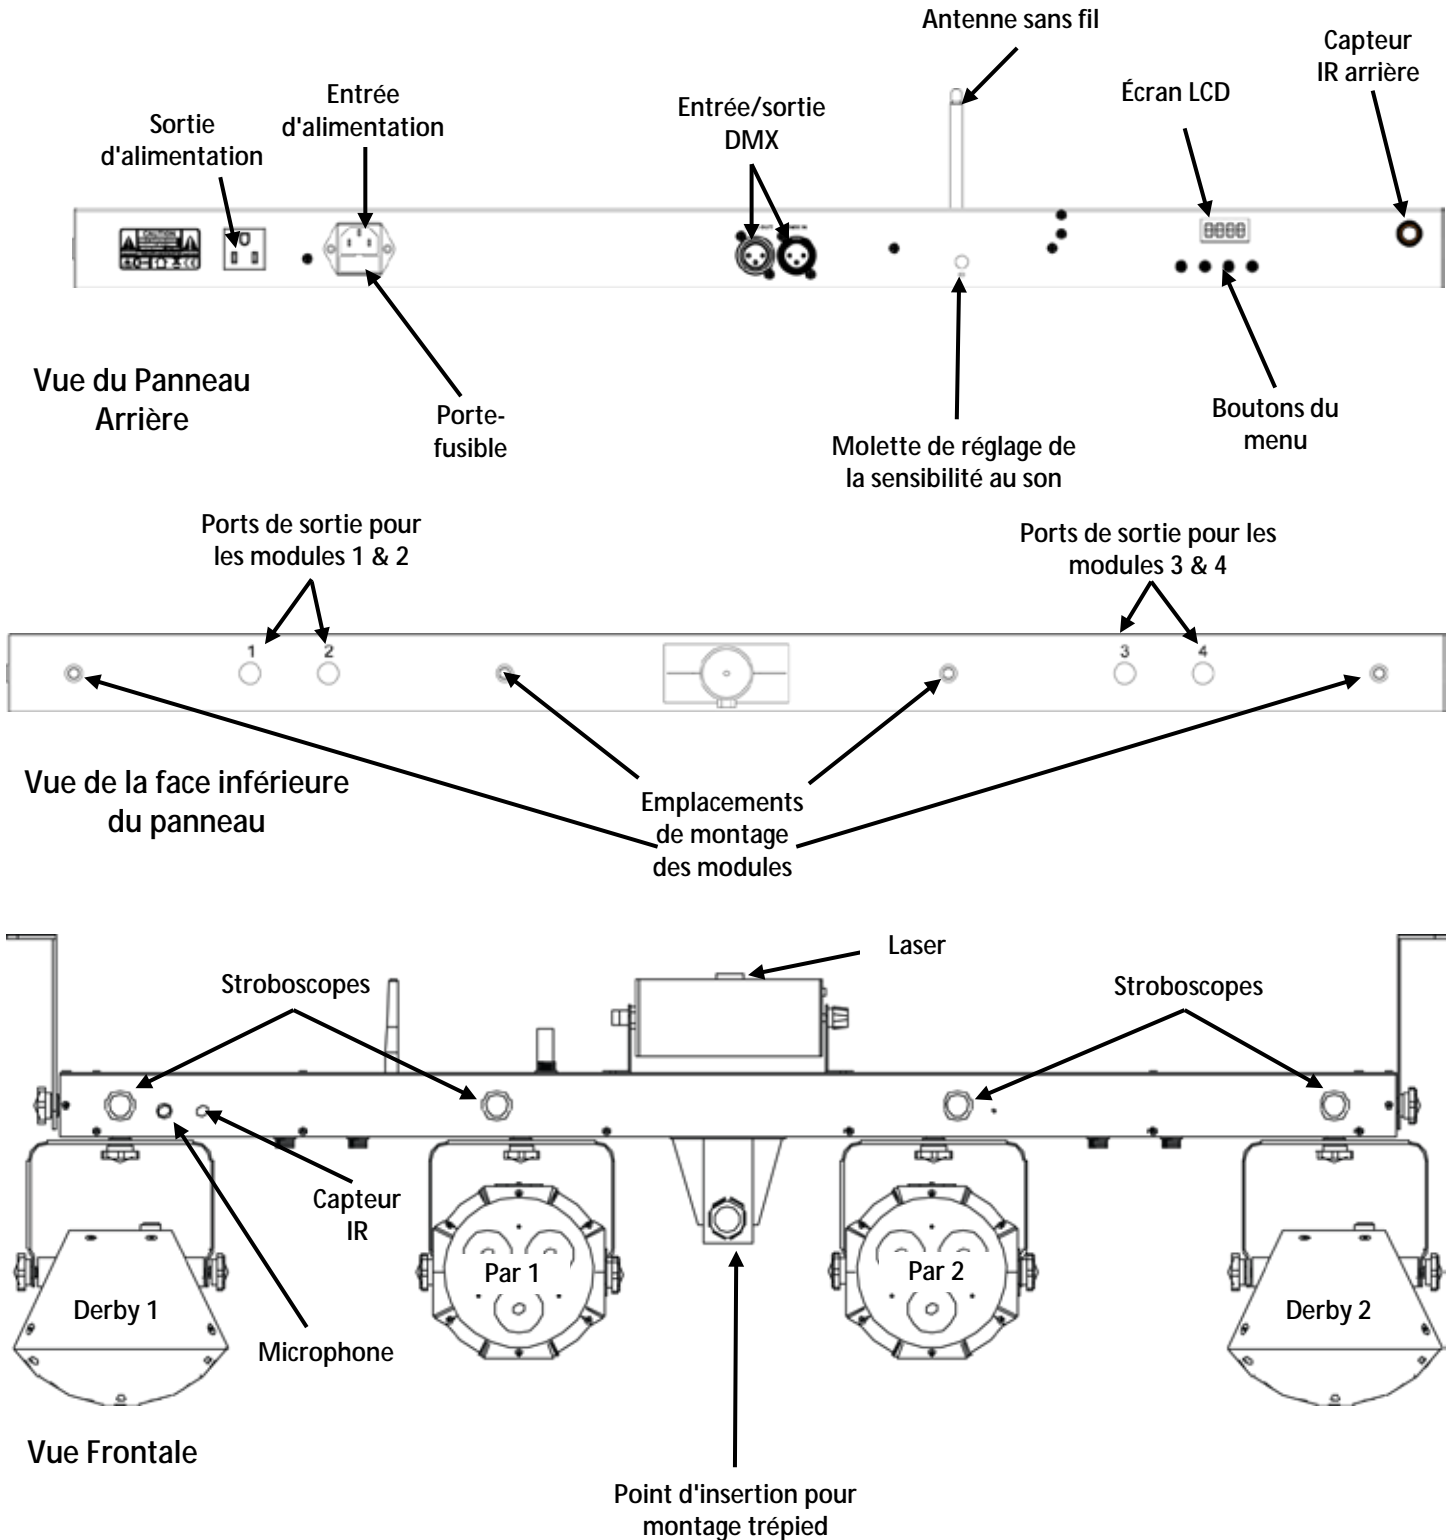 Antenne sans fil
Capteur
IR arrière
Écran LCD
Entrée
d'alimentation
Entrée/sortie
DMX
Sortie
d'alimentation
CAUTION
Vue du Panneau
Arrière
Porte-
fusible
Molette de réglage de
la sensibilité au son
Boutons du
menu
Ports de sortie pour
les modules 1 & 2
Ports de sortie pour les
modules 3 & 4
1
2
3
4
Vue de la face inférieure
du panneau
Emplacements
de montage
des modules
Laser
Stroboscopes
Stroboscopes
Capteur
IR
Par 1
Par 2
Derby 1
Derby 2
Microphone
Vue Frontale
Point d'insertion pour
montage trépied